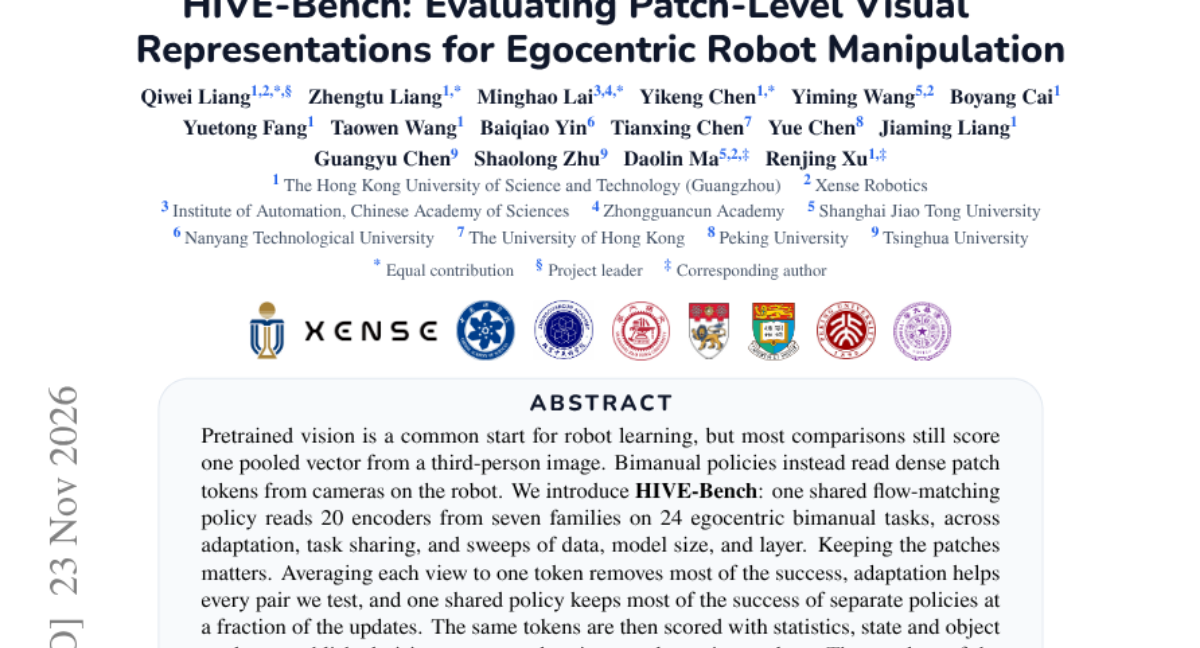 HIVE-Bench: Evaluating Patch-Level Visual
Representations for Egocentric Robot Manipulation
Qiwei Liang1,2,*,§ Zhengtu Liang1,* Minghao Lai3,4,* Yikeng Chen1,* Yiming Wang5,2 Boyang Cai1
Yuetong Fang1 Taowen Wang1 Baiqiao Yin6 Tianxing Chen7 Yue Chen8 Jiaming Liang1
Guangyu Chen9 Shaolong Zhu9 Daolin Ma5,2,‡ Renjing Xu1,‡
1 The Hong Kong University of Science and Technology (Guangzhou) 2 Xense Robotics
3 Institute of Automation, Chinese Academy of Sciences 4 Zhongguancun Academy 5 Shanghai Jiao Tong University
6 Nanyang Technological University 7 The University of Hong Kong 8 Peking University 9 Tsinghua University
* Equal contribution § Project leader ‡ Corresponding author
XENSE
ABSTRACT
Pretrained vision is a common start for robot learning, but most comparisons still score
one pooled vector from a third-person image. Bimanual policies instead read dense patch
tokens from cameras on the robot. We introduce HIVE-Bench: one shared flow-matching
policy reads 20 encoders from seven families on 24 egocentric bimanual tasks, across
adaptation, task sharing, and sweeps of data, model size, and layer. Keeping the patches
matters. Averaging each view to one token removes most of the success, adaptation helps
every pair we test, and one shared policy keeps most of the success of separate policies at
a fraction of the updates. The same tokens are then scored with statistics, state and object
] 23 Nov 2026